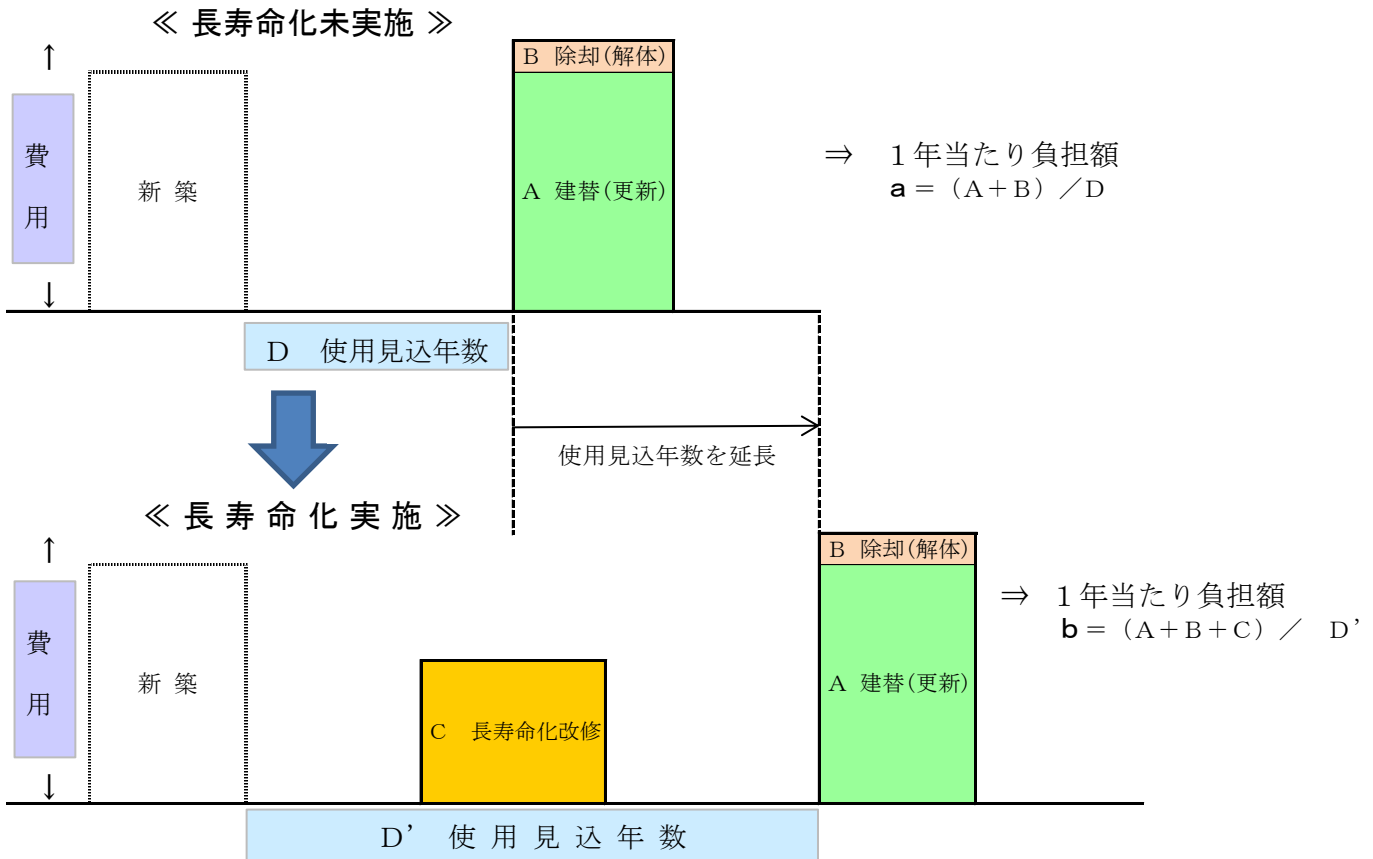 ≪ 長寿命化未実施 ≫
↑
費
用
↓
新 築
B 除却(解体)
A 建替(更新)
⇒ 1年当たり負担額
a＝（A＋B）／D
D 使用見込年数
使用見込年数を延長
≪ 長 寿 命 化 実 施 ≫
↑
費
用
↓
新 築
C 長寿命化改修
B 除却(解体)
A 建替(更新)
⇒ 1年当たり負担額
b＝（A＋B＋C）／ D’
D’ 使 用 見 込 年 数